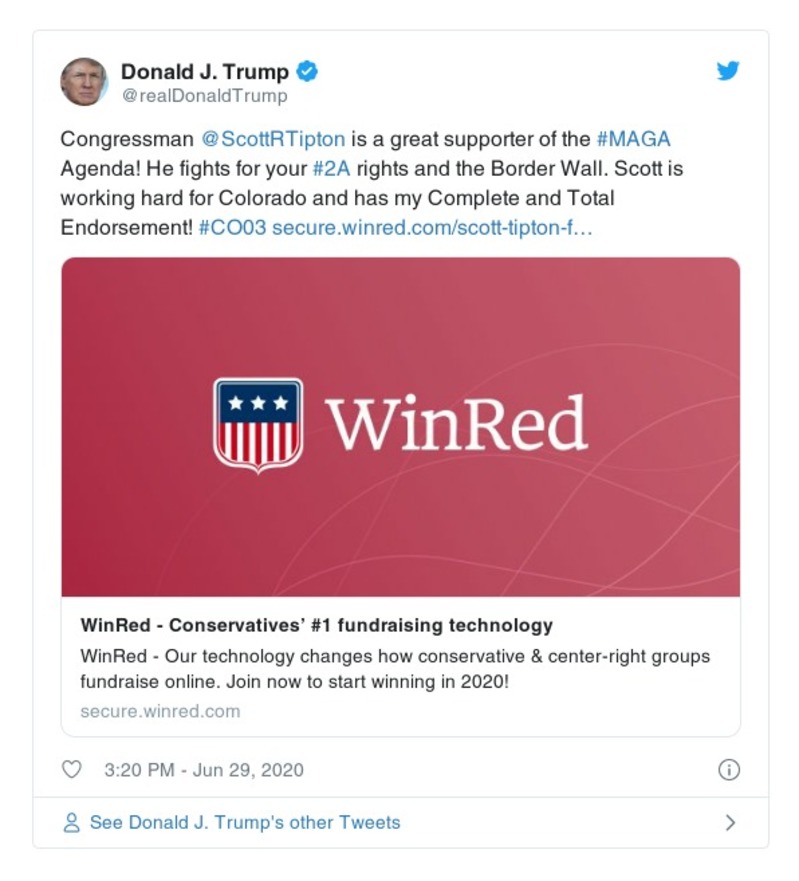 Donald J. Trump
@realDonaldTrump
Congressman @ScottRTipton is a great supporter of the #MAGA
Agenda! He fights for your #2A rights and the Border Wall. Scott is
working hard for Colorado and has my Complete and Total
Endorsement! #CO03 secure.winred.com/scott-tipton-f…
WinRed
WinRed - Conservatives’ #1 fundraising technology
WinRed - Our technology changes how conservative & center-right groups
fundraise online. Join now to start winning in 2020!
secure.winred.com
3:20 PM - Jun 29, 2020
See Donald J. Trump's other Tweets